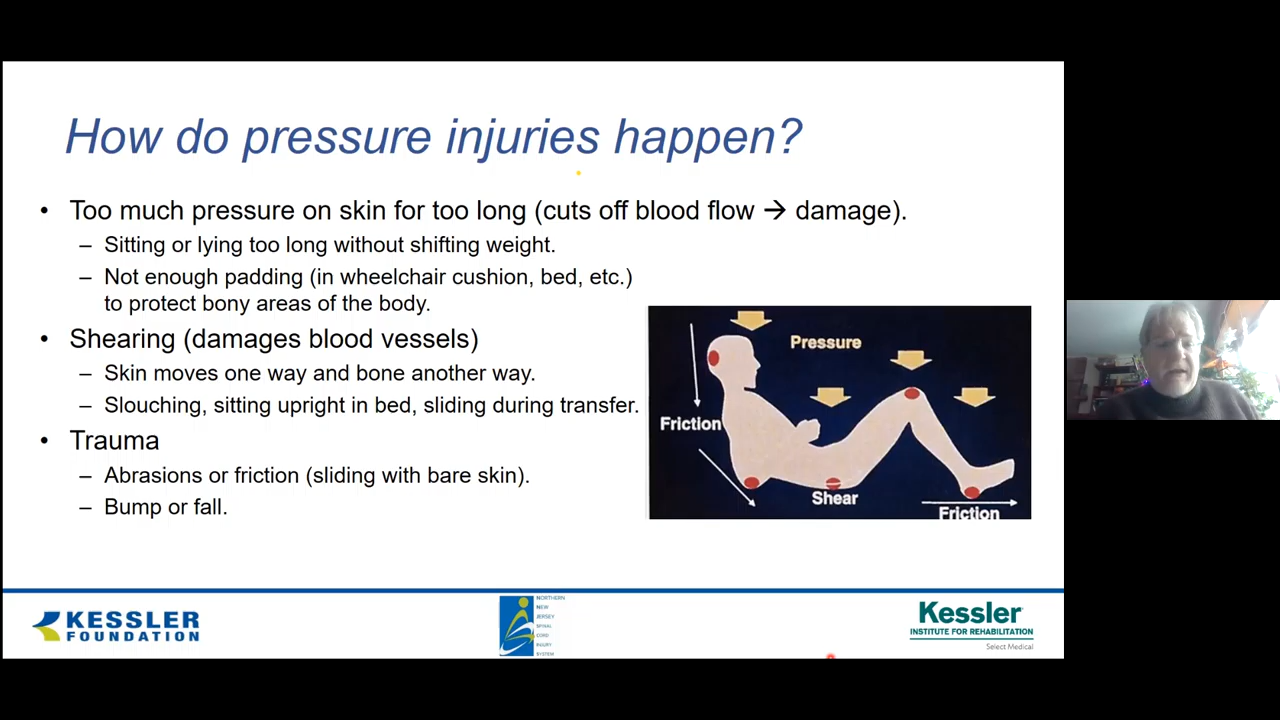 How do pressure injuries happen?
• Too much pressure on skin for too long (cuts off blood flow → damage).
– Sitting or lying too long without shifting weight.
– Not enough padding (in wheelchair cushion, bed, etc.)
to protect bony areas of the body.
• Shearing (damages blood vessels)
– Skin moves one way and bone another way.
– Slouching, sitting upright in bed, sliding during transfer.
• Trauma
– Abrasions or friction (sliding with bare skin).
– Bump or fall.
Pressure
Friction
Shear
Friction
KESSLER
FOUNDATION
NORTHERN
NEW
JERSEY
SPINAL
CORD
INJURY
SYSTEM
Kessler
INSTITUTE FOR REHABILITATION
Select Medical